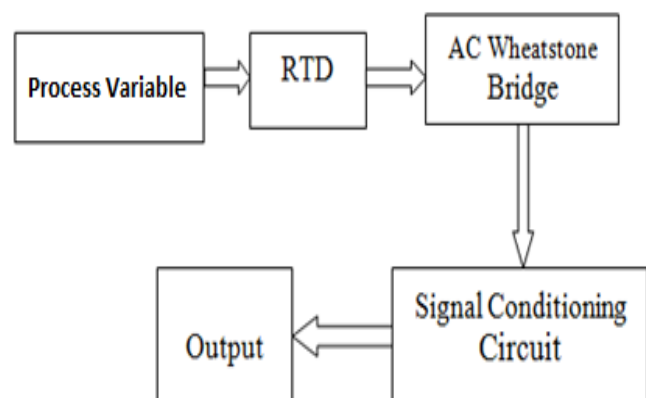 Process Variable
RTD
AC Wheatstone
Bridge
Signal Conditioning
Circuit
Output